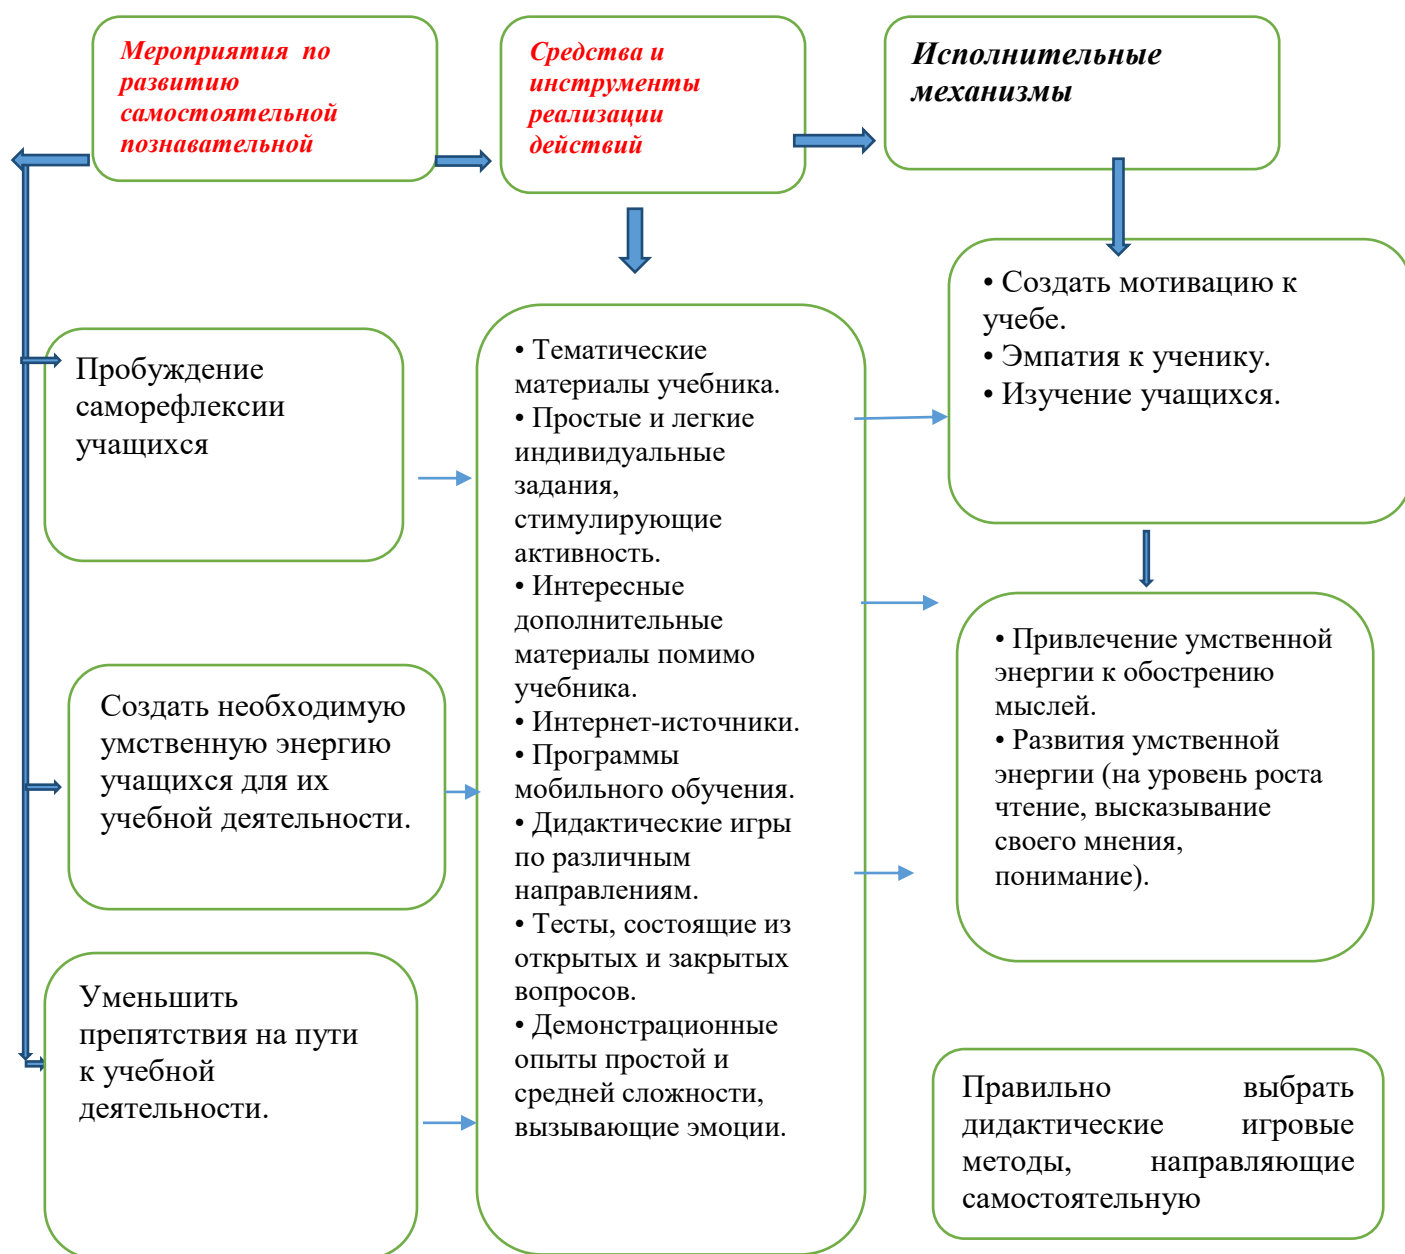 Мероприятия по
развитию
самостоятельной
познавательной
Средства и
инструменты
реализации
действий
Исполнительные
механизмы
Пробуждение
саморефлексии
учащихся
Создать необходимую
умственную энергию
учащихся для их
учебной деятельности.
Уменьшить
препятствия на пути
к учебной
деятельности.
• Тематические
материалы учебника.
• Простые и легкие
индивидуальные
задания,
стимулирующие
активность.
• Интересные
дополнительные
материалы помимо
учебника.
• Интернет-источники.
• Программы
мобильного обучения.
• Дидактические игры
по различным
направлениям.
• Тесты, состоящие из
открытых и закрытых
вопросов.
• Демонстрационные
опыты простой и
средней сложности,
вызывающие эмоции.
• Создать мотивацию к
учебе.
• Эмпатия к ученику.
• Изучение учащихся.
• Привлечение умственной
энергии к обострению
мыслей.
• Развития умственной
энергии (на уровень роста
чтение, высказывание
своего мнения,
понимание).
Правильно выбрать
дидактические игровые
методы, направляющие
самостоятельную